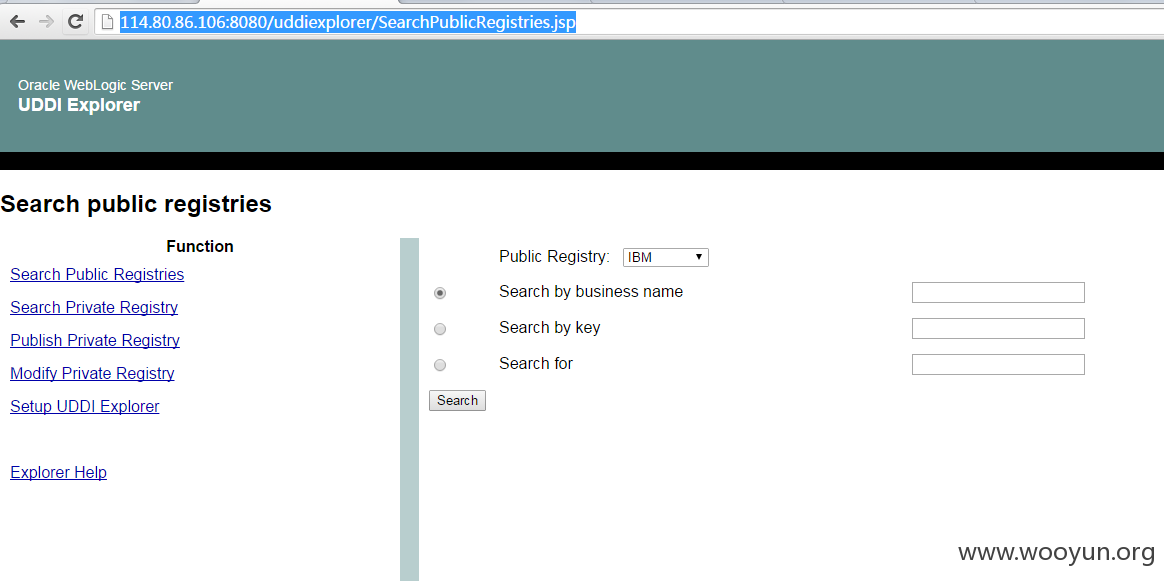 114.80.86.106:8080/uddiexplorer/SearchPublicRegistries.jsp
Oracle WebLogic Server
UDDI Explorer
Search public registries
Function
Search Public Registries
Search Private Registry
Publish Private Registry
Modify Private Registry
Setup UDDI Explorer
Explorer Help
Public Registry: IBM
Search by business name
Search by key
Search for
Search
www.wooyun.org